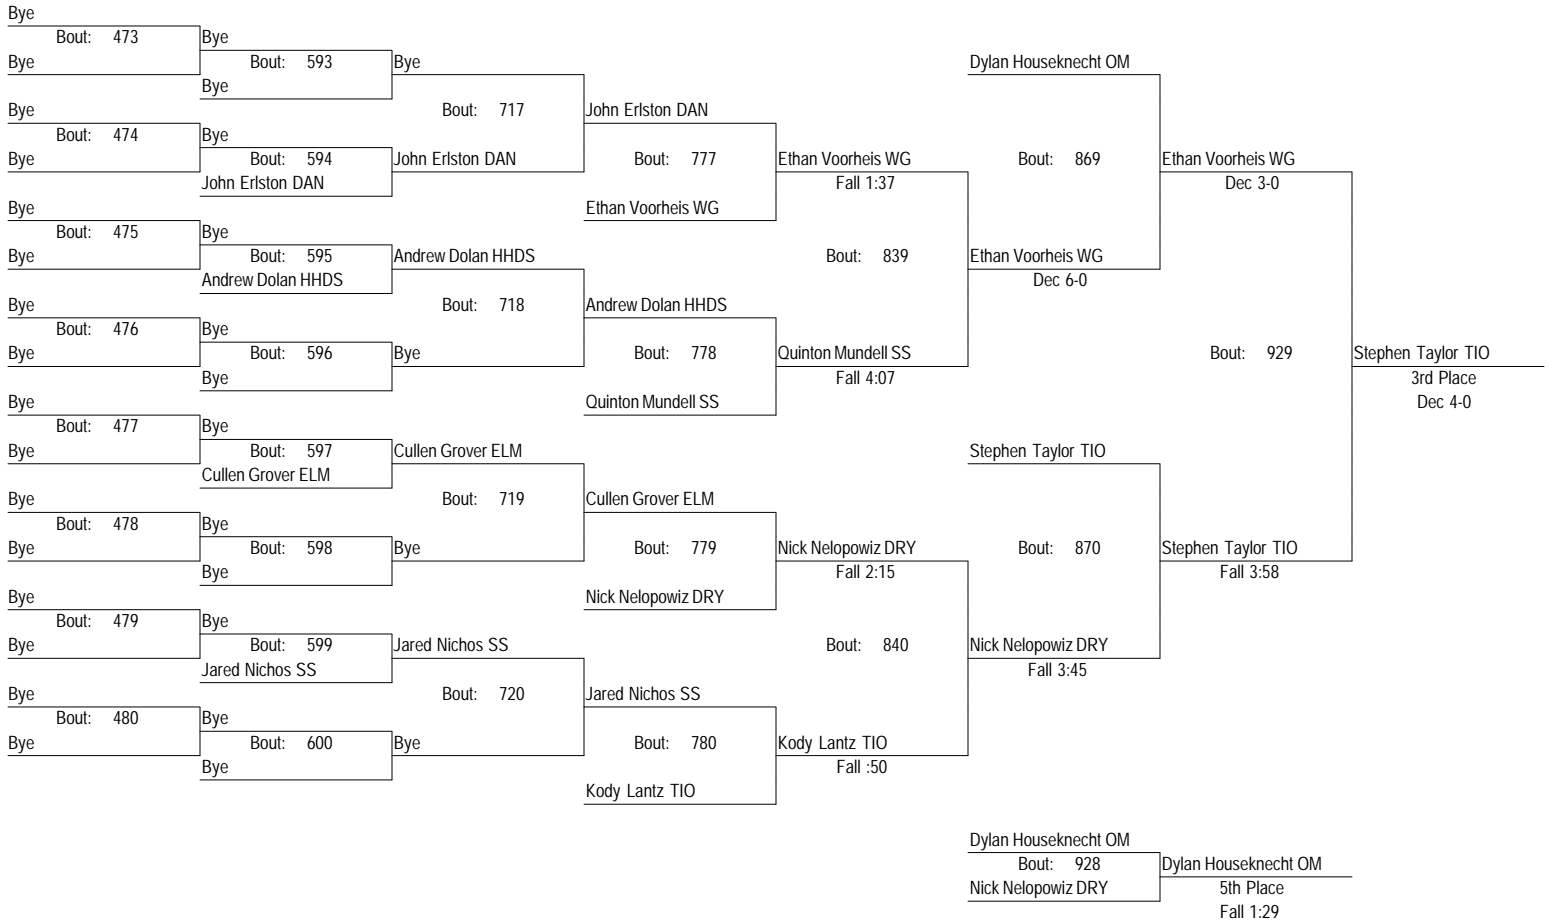 Bye
Bout: 473
Bye
Bye
Bout: 474
Bye
Bye
Bout: 475
Bye
Bye
Bout: 476
Bye
Bye
Bout: 477
Bye
Bye
Bout: 478
Bye
Bye
Bout: 479
Bye
Bye
Bout: 480
Bye
Bye
Bout: 593
Bye
Bye
Bout: 594
John Erlston DAN
Bye
Bout: 595
Andrew Dolan HHDS
Bye
Bout: 596
Bye
Bye
Bout: 597
Cullen Grover ELM
Bye
Bout: 598
Bye
Bye
Bout: 599
Jared Nichos SS
Bye
Bout: 600
Bye
Bye
Bout: 717
John Erlston DAN
Andrew Dolan HHDS
Bout: 718
Bye
Cullen Grover ELM
Bout: 719
Bye
Jared Nichos SS
Bout: 720
Bye
John Erlston DAN
Bout: 777
Ethan Voorheis WG
Andrew Dolan HHDS
Bout: 778
Quinton Mundell SS
Cullen Grover ELM
Bout: 779
Nick Nelopowiz DRY
Jared Nichos SS
Bout: 780
Kody Lantz TIO
Ethan Voorheis WG
Fall 1:37
Bout: 839
Quinton Mundell SS
Fall 4:07
Nick Nelopowiz DRY
Fall 2:15
Bout: 840
Kody Lantz TIO
Fall :50
Dylan Houseknecht OM
Bout: 869
Ethan Voorheis WG
Dec 6-0
Stephen Taylor TIO
Bout: 870
Nick Nelopowiz DRY
Fall 3:45
Ethan Voorheis WG
Dec 3-0
Bout: 929
Stephen Taylor TIO
Fall 3:58
Stephen Taylor TIO
3rd Place
Dec 4-0
Dylan Houseknecht OM
Bout: 928
Nick Nelopowiz DRY
Dylan Houseknecht OM
5th Place
Fall 1:29